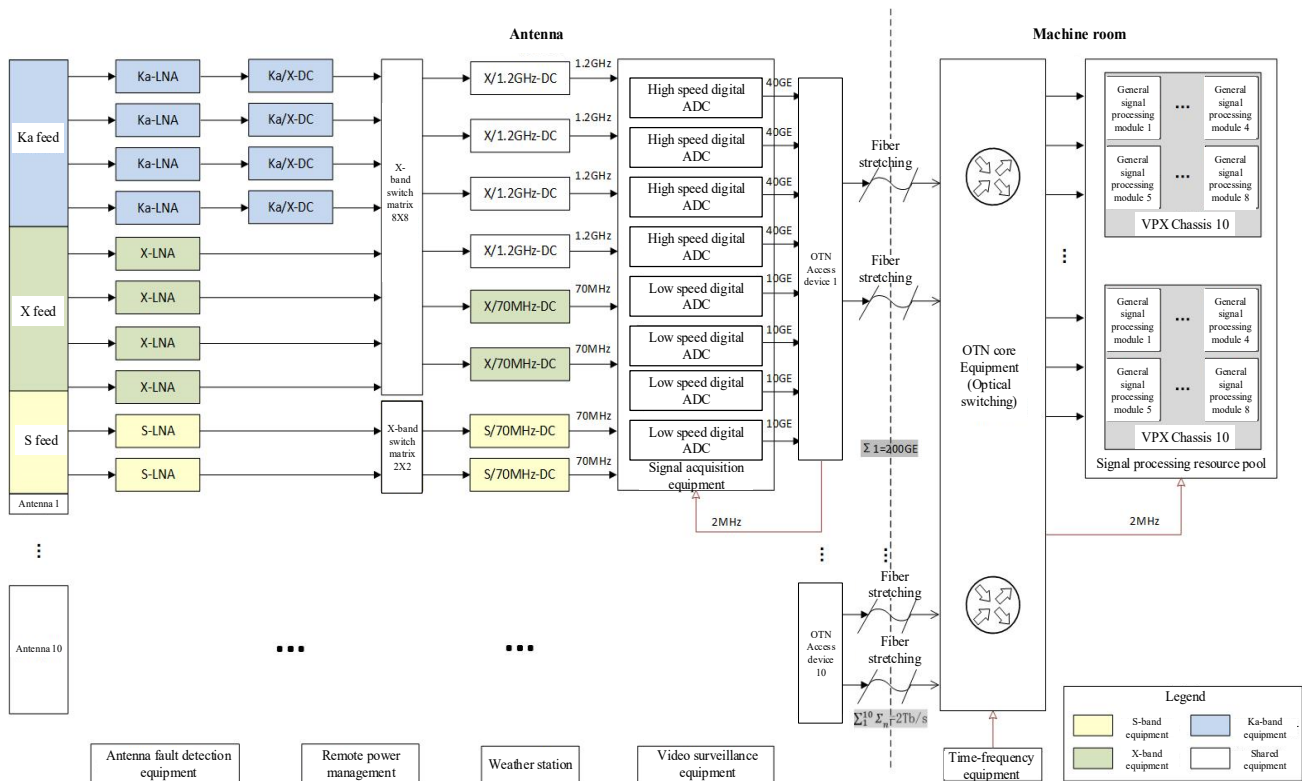 Antenna
Machine room
Ka feed
X feed
S feed
Antenna 1
Antenna 10
Ka-LNA
Ka/X-DC
Ka-LNA
Ka/X-DC
Ka-LNA
Ka/X-DC
Ka-LNA
Ka/X-DC
X-LNA
X-LNA
X-LNA
X-LNA
S-LNA
S-LNA
X-
band
switch
matrix
8X8
X-band
switch
matrix
2X2
X/1.2GHz-DC
1.2GHz
X/1.2GHz-DC
1.2GHz
X/1.2GHz-DC
1.2GHz
X/1.2GHz-DC
1.2GHz
X/70MHz-DC
70MHz
X/70MHz-DC
70MHz
S/70MHz-DC
70MHz
S/70MHz-DC
70MHz
High speed digital
ADC
40GE
High speed digital
ADC
40GE
High speed digital
ADC
40GE
High speed digital
ADC
40GE
Low speed digital
ADC
10GE
Low speed digital
ADC
10GE
Low speed digital
ADC
10GE
Low speed digital
ADC
10GE
Signal acquisition
equipment
2MHz
OTN
Access
device 1
Fiber
stretching
Fiber
stretching
Σ 1=200GE
OTN
Access
device
10
Fiber
stretching
Fiber
stretching
∑₁¹⁰ Σₙ=2Tb/s
OTN core
Equipment
(Optical
switching)
General
signal
processing
module 1
...
General
signal
processing
module 4
General
signal
processing
module 5
...
General
signal
processing
module 8
VPX Chassis 10
General
signal
processing
module 1
...
General
signal
processing
module 4
General
signal
processing
module 5
...
General
signal
processing
module 8
VPX Chassis 10
Signal processing resource pool
2MHz
Antenna fault detection
equipment
Remote power
management
Weather station
Video surveillance
equipment
Time-frequency
equipment
Legend
S-band
equipment
Ka-band
equipment
X-band
equipment
Shared
equipment